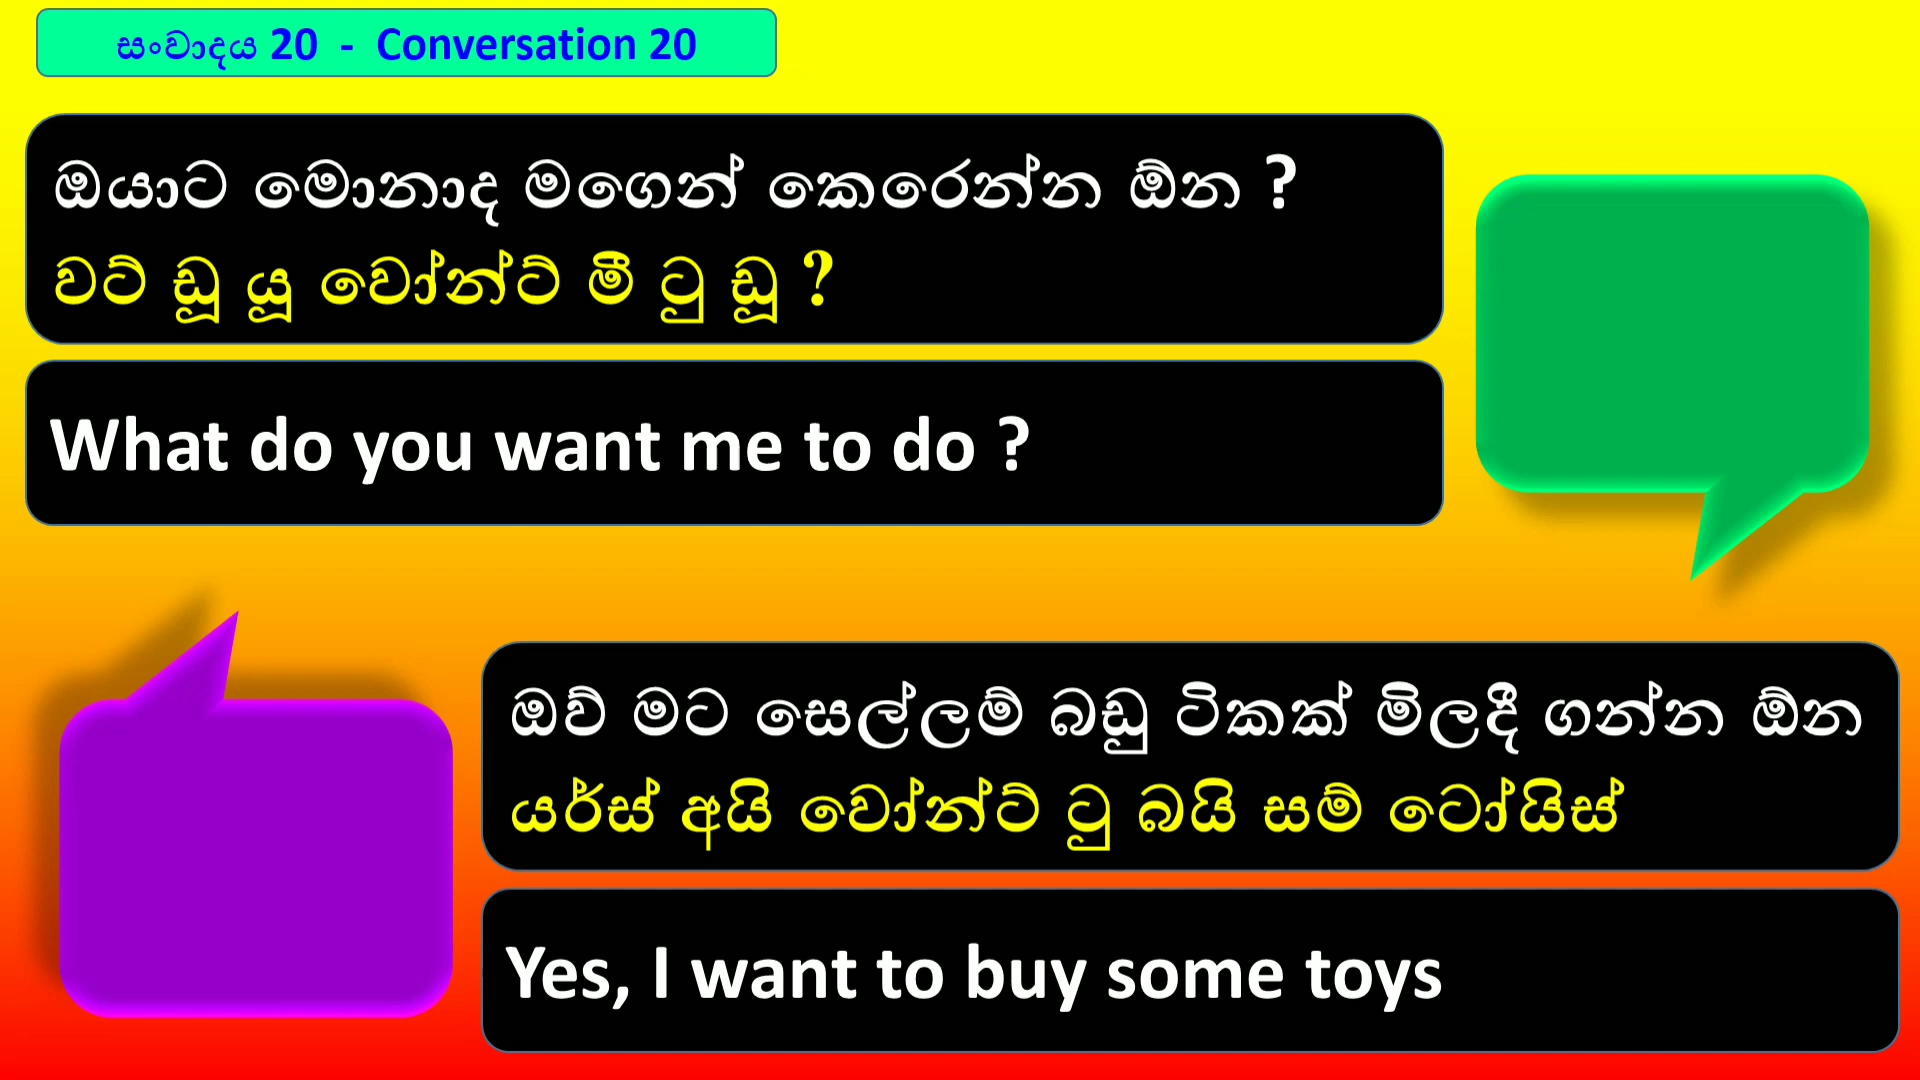 සංවාදය 20 - Conversation 20
ඔයාට මොනාද මගෙන් කෙරෙන්න ඕන ?
වට් ඩූ යූ වෝන්ට් මී ටු ඩූ ?
What do you want me to do ?
ඔව් මට සෙල්ලම් බඩු ටිකක් මිලදී ගන්න ඕන
යර්ස් අයි වෝන්ට් ටු බයි සම් ටෝයිස්
Yes, I want to buy some toys